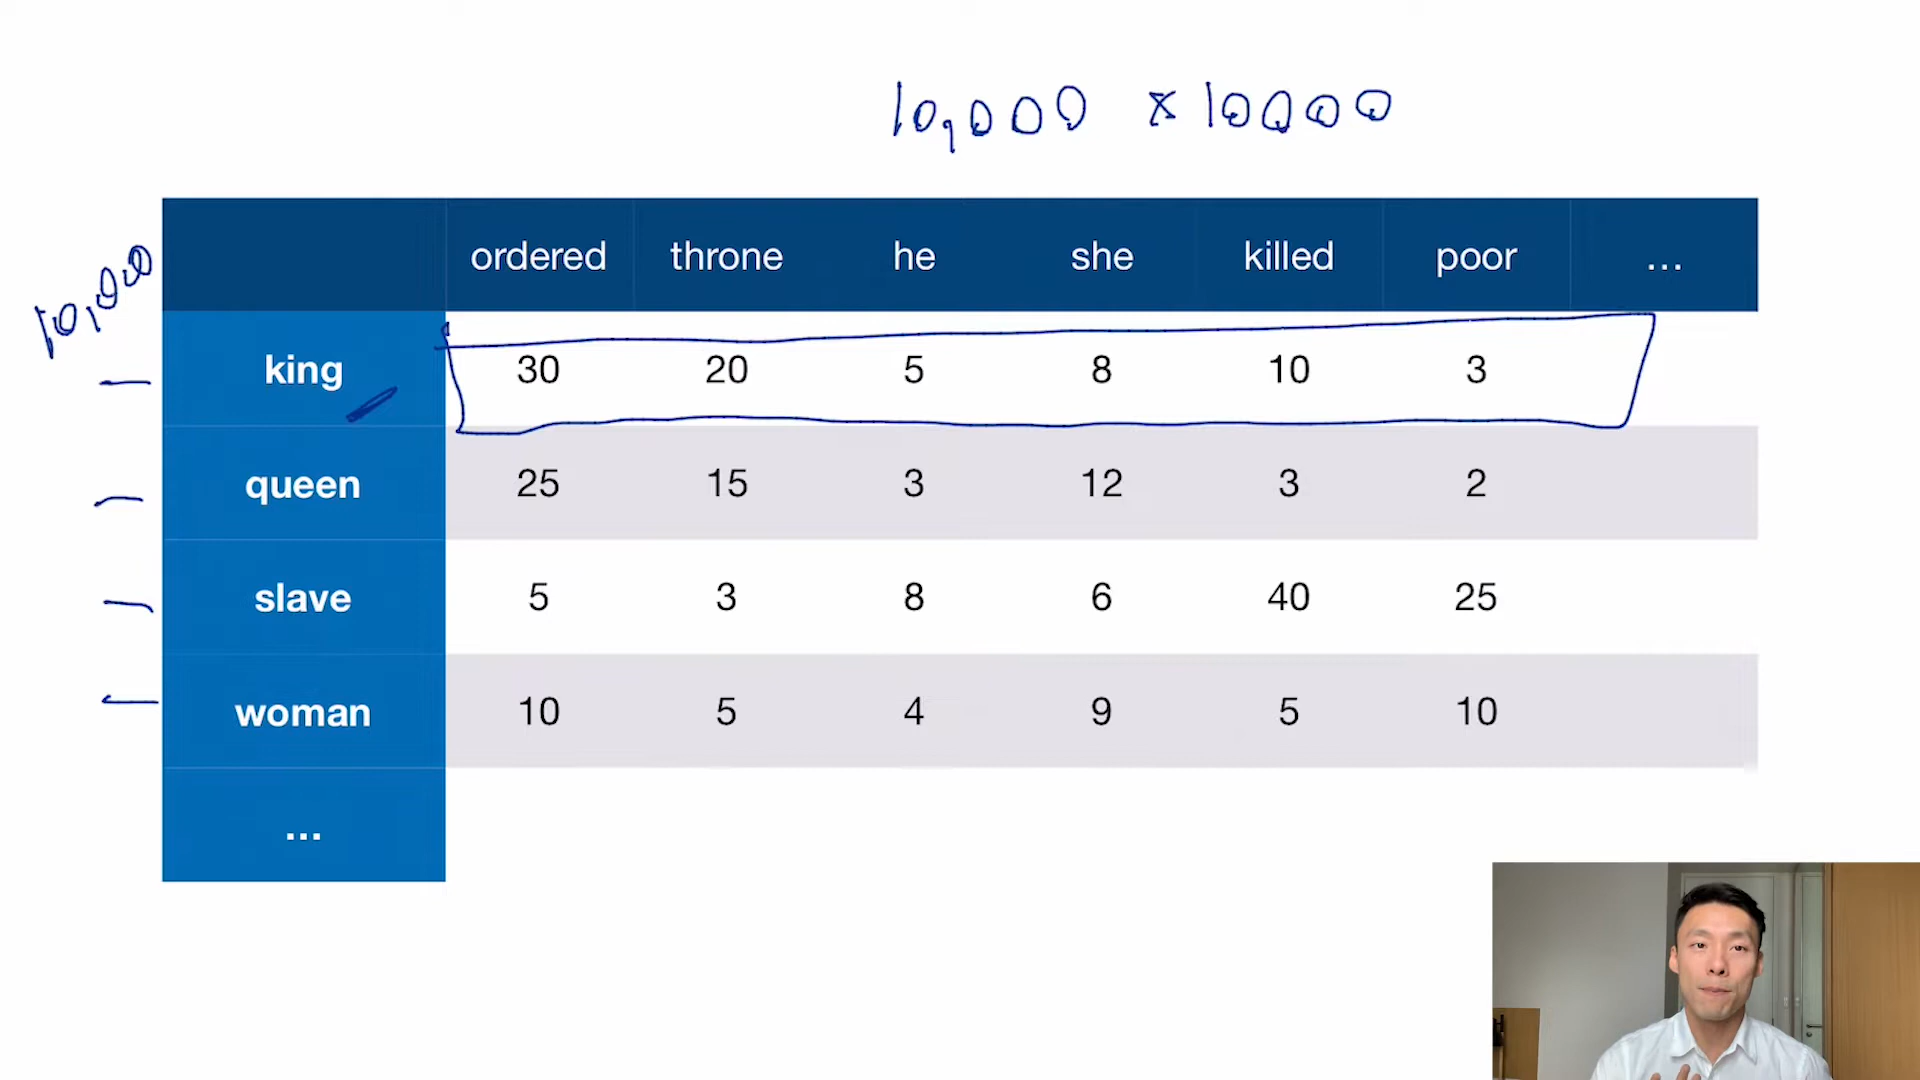 10,000 x 10000
10,000
ordered throne he she killed poor ...
king 30 20 5 8 10 3
queen 25 15 3 12 3 2
slave 5 3 8 6 40 25
woman 10 5 4 9 5 10
...